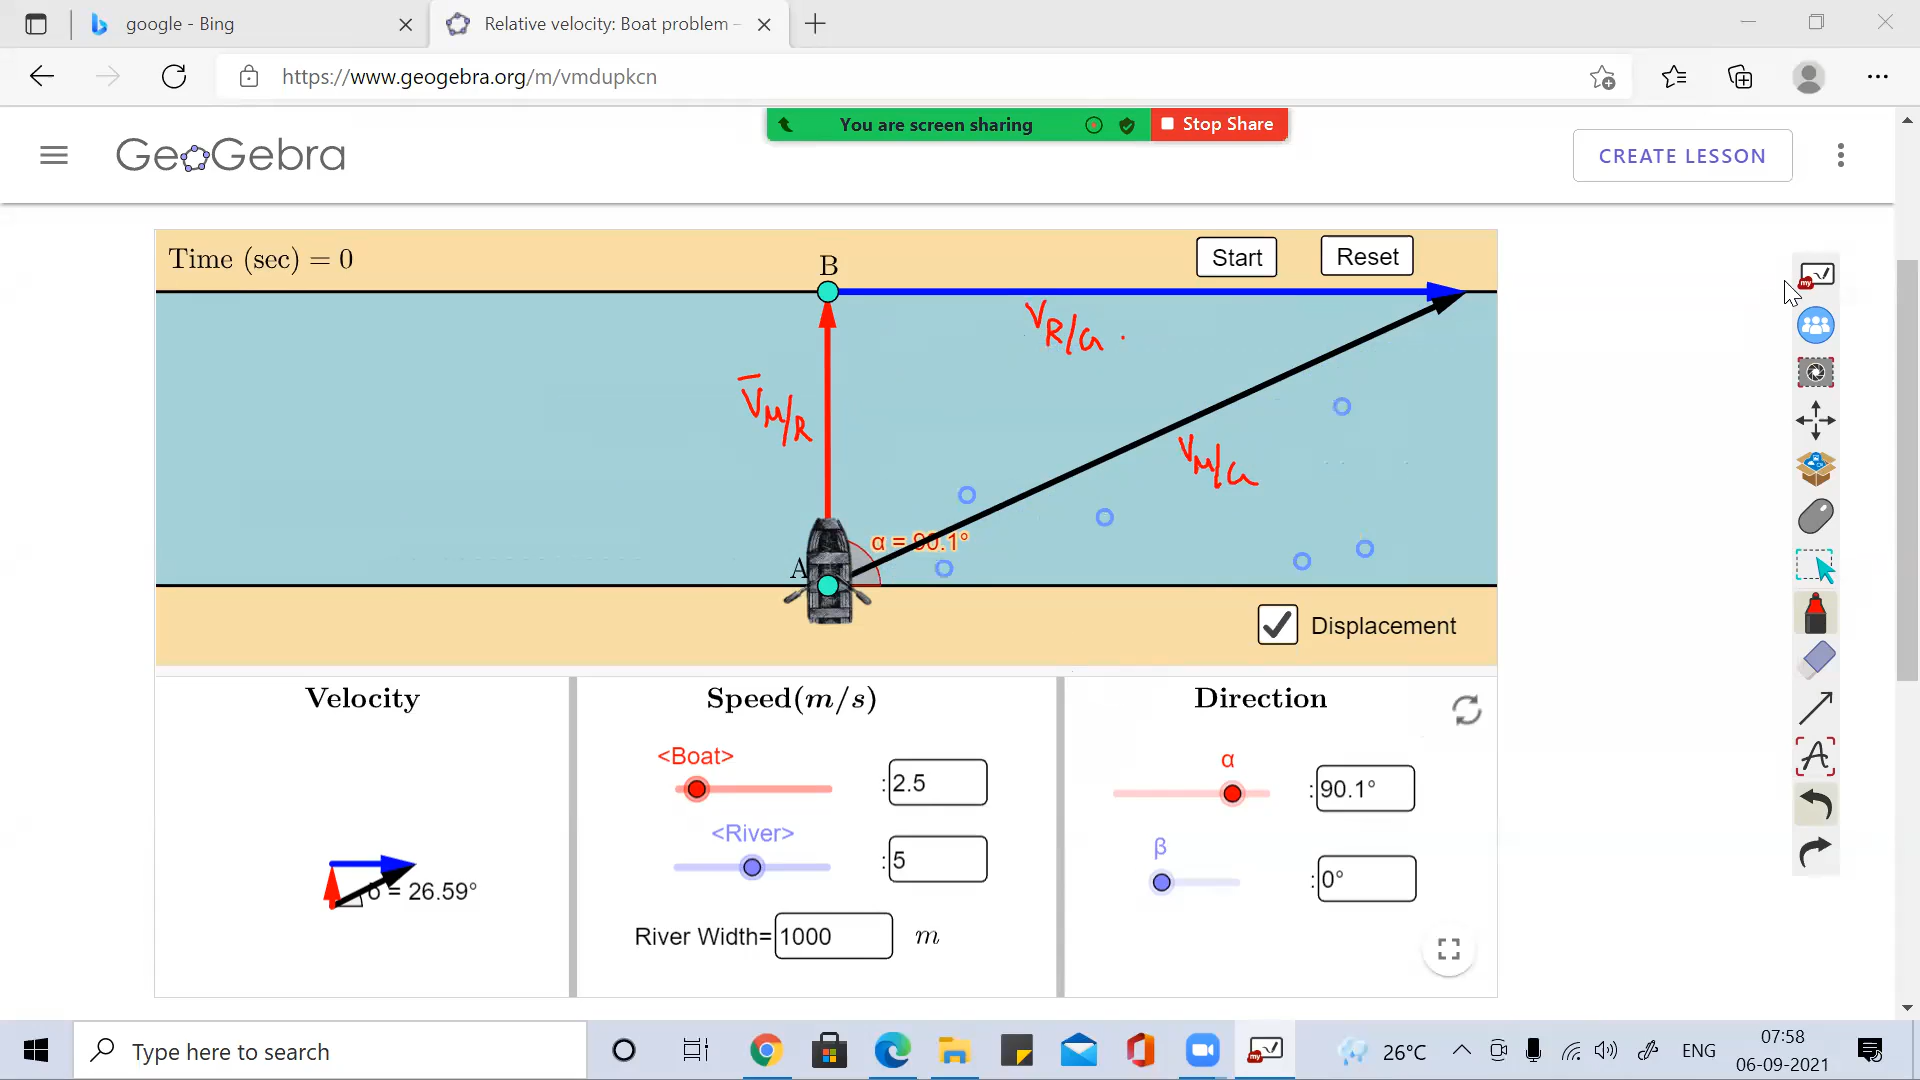 google - Bing
Relative velocity: Boat problem –
https://www.geogebra.org/m/vmdupkcn
You are screen sharing
Stop Share
GeoGebra
CREATE LESSON
Time (sec) = 0
B
Start
Reset
V R/G .
V̅ M/R
V M/G
α = 90.1°
A
Displacement
Velocity
Speed(m/s)
Direction
<Boat>
:2.5
α
:90.1°
<River>
:5
β
:0°
δ = 26.59°
River Width= 1000 m
Type here to search
26°C
ENG
07:58
06-09-2021